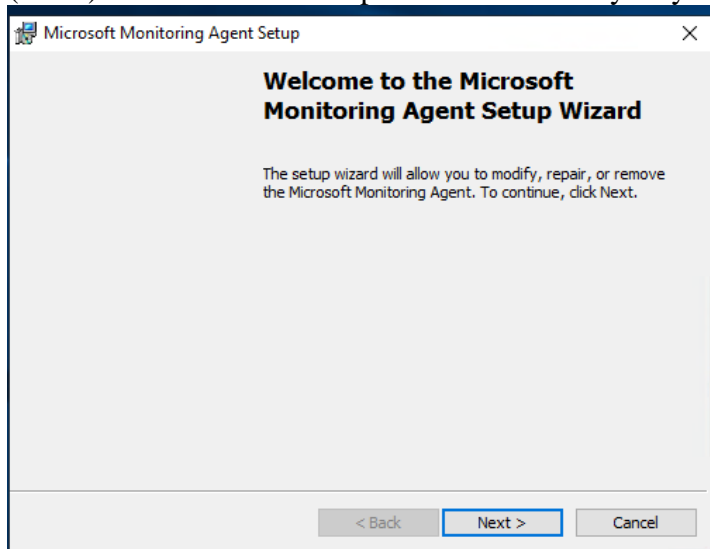 Microsoft Monitoring Agent Setup
Welcome to the Microsoft
Monitoring Agent Setup Wizard
The setup wizard will allow you to modify, repair, or remove
the Microsoft Monitoring Agent. To continue, click Next.
< Back Next > Cancel